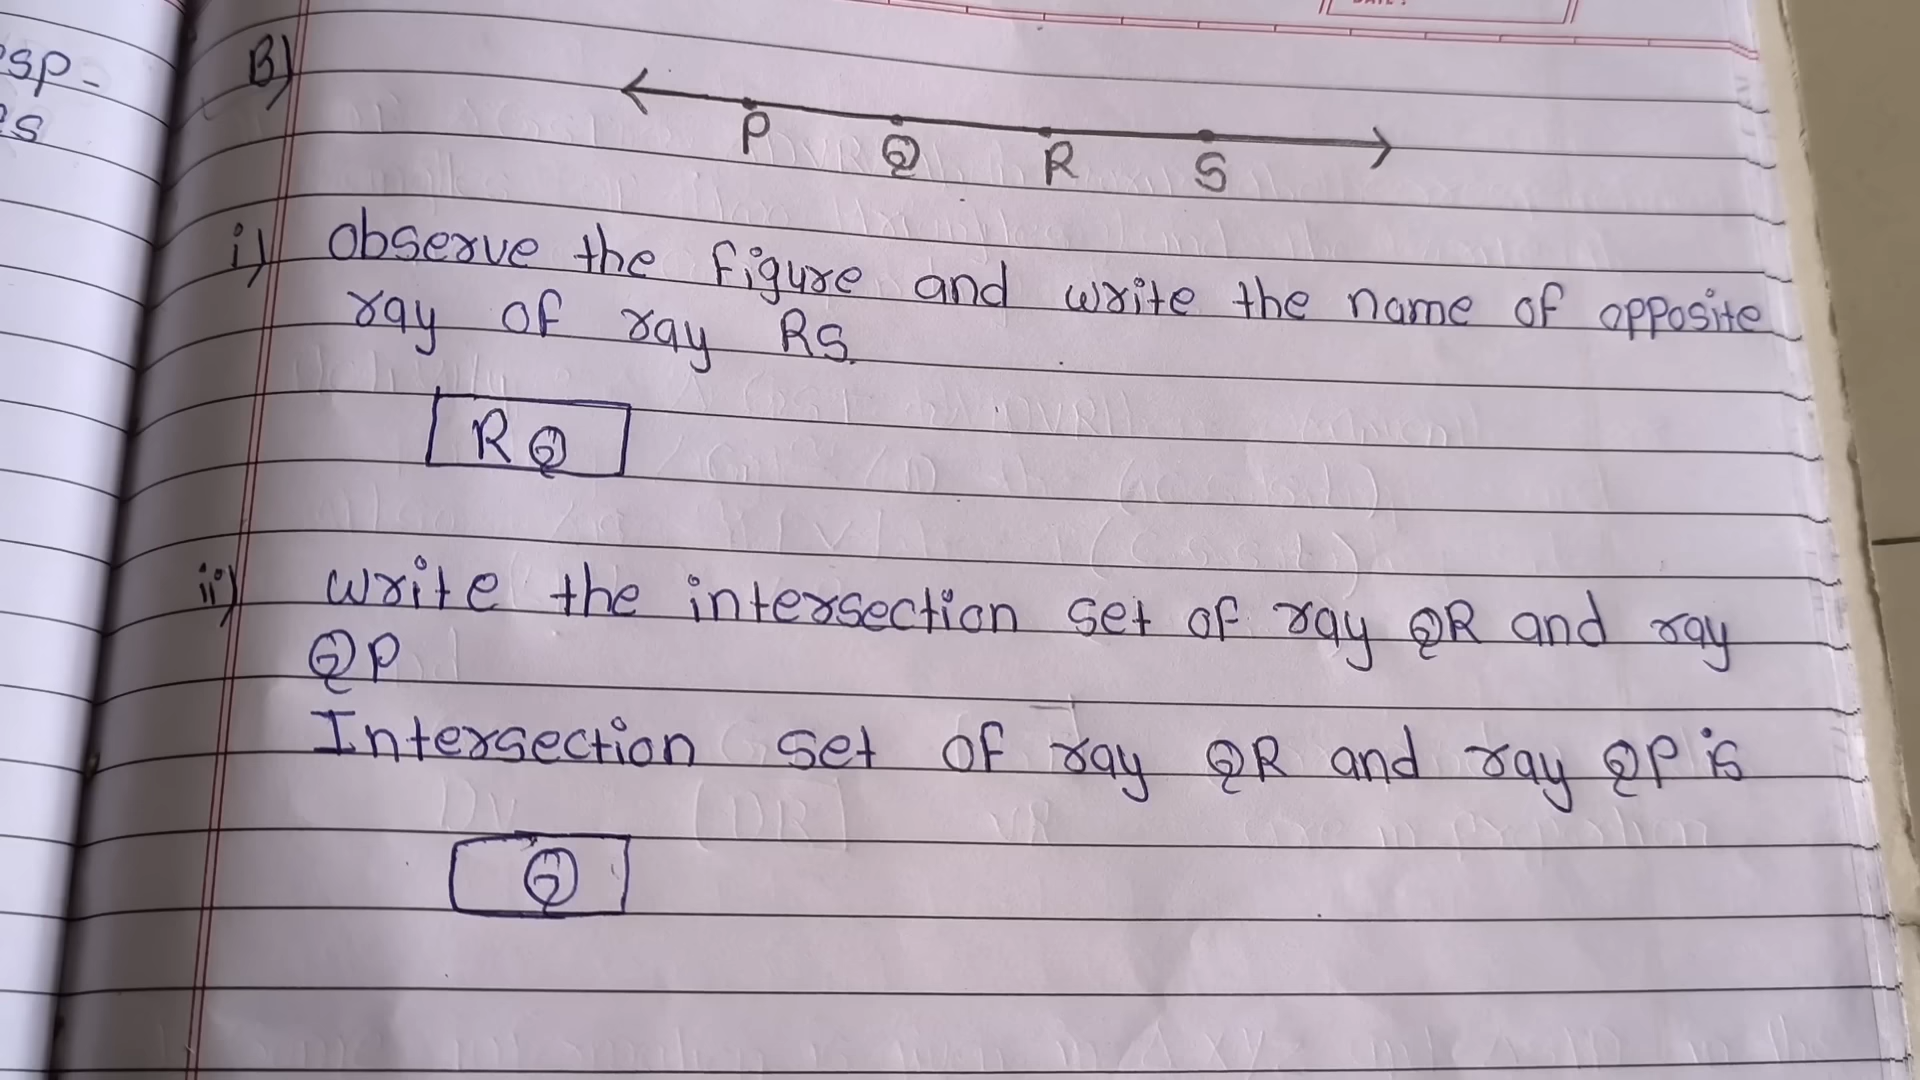 sp-
s
B)
P Q R S
i) observe the figure and write the name of opposite
ray of ray RS.
RQ
ii) write the intersection set of ray QR and ray
QP
Intersection set of ray QR and ray QP is
Q